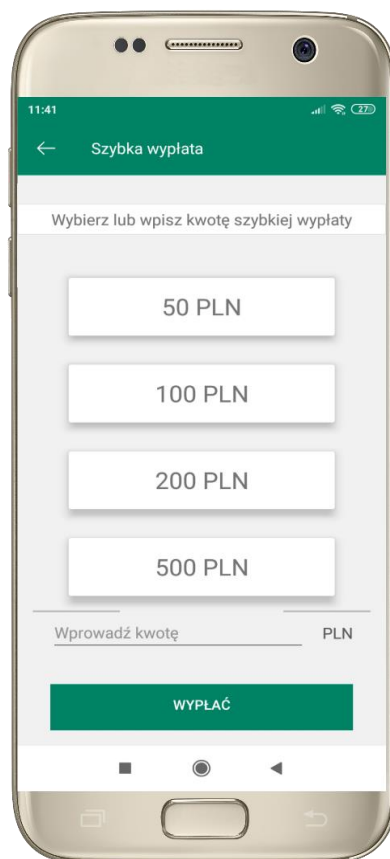 11:41
27
Szybka wypłata
Wybierz lub wpisz kwotę szybkiej wypłaty
50 PLN
100 PLN
200 PLN
500 PLN
Wprowadź kwotę PLN
WYPŁAĆ